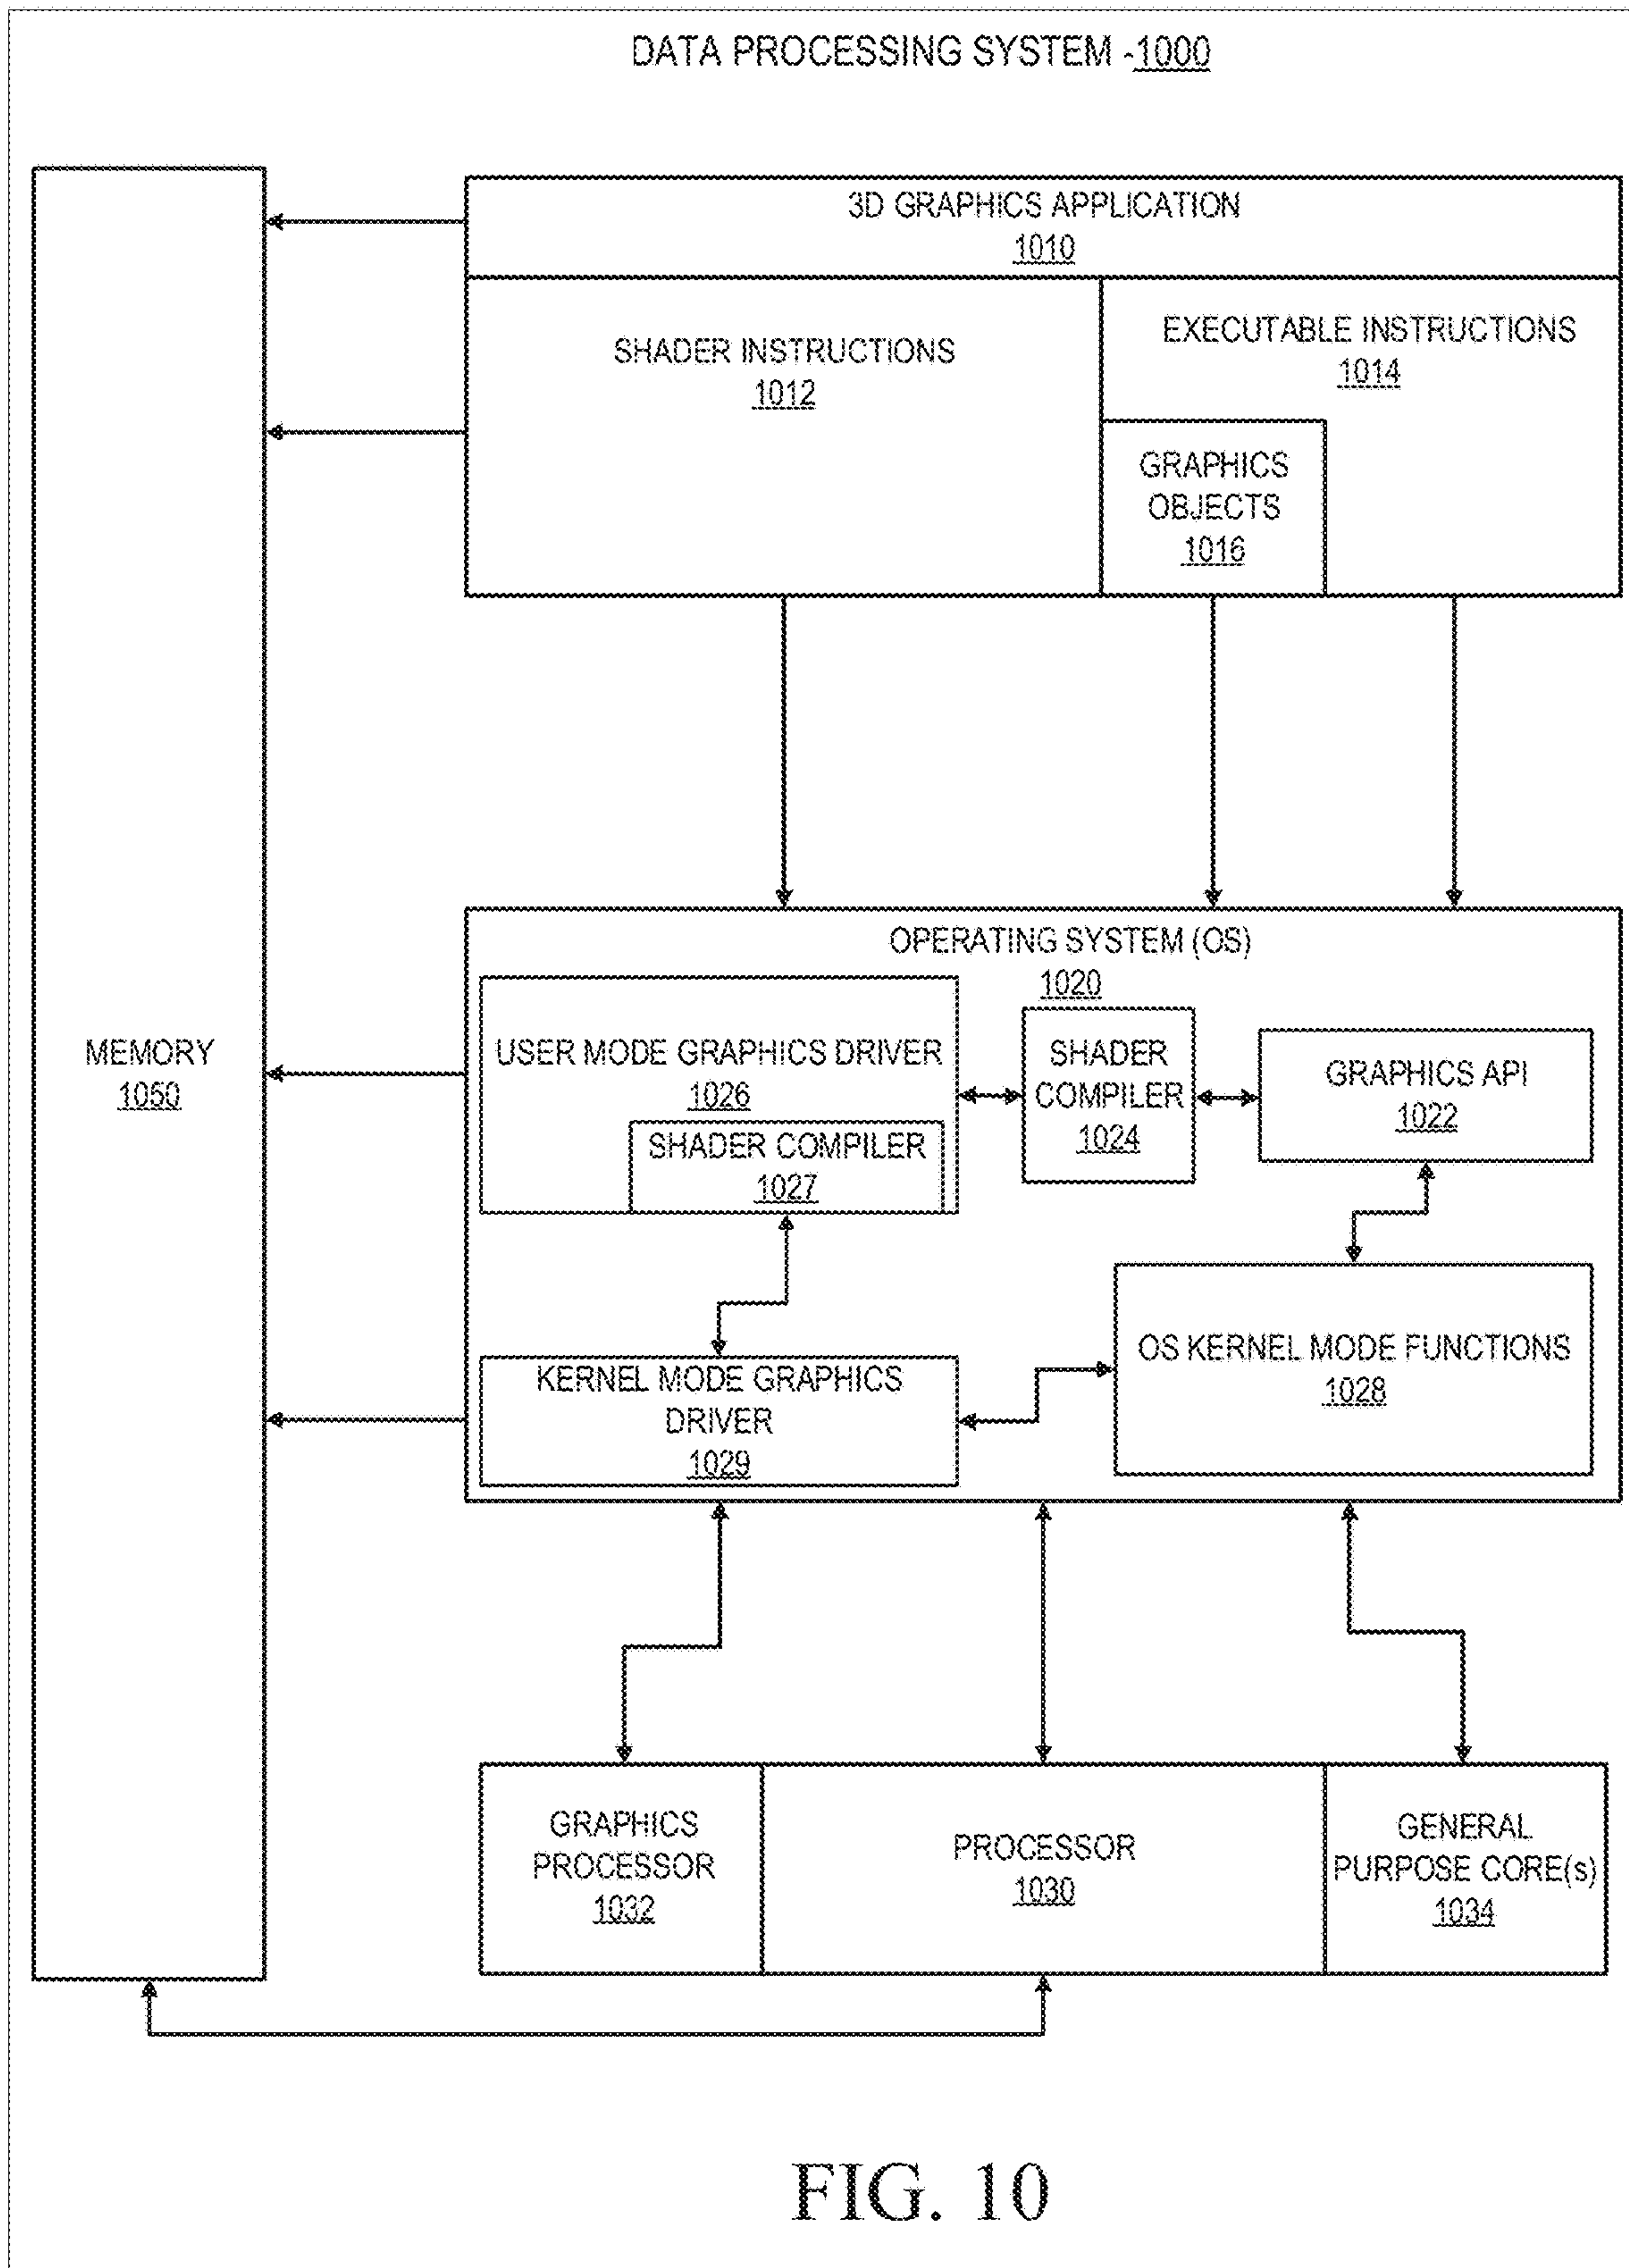 DATA PROCESSING SYSTEM -1000
3D GRAPHICS APPLICATION
1010
SHADER INSTRUCTIONS
1012
EXECUTABLE INSTRUCTIONS
1014
GRAPHICS
OBJECTS
1016
MEMORY
1050
OPERATING SYSTEM (OS)
1020
USER MODE GRAPHICS DRIVER
1026
SHADER COMPILER
1027
SHADER
COMPILER
1024
GRAPHICS API
1022
KERNEL MODE GRAPHICS
DRIVER
1029
OS KERNEL MODE FUNCTIONS
1028
GRAPHICS
PROCESSOR
1032
PROCESSOR
1030
GENERAL
PURPOSE CORE(s)
1034
FIG. 10